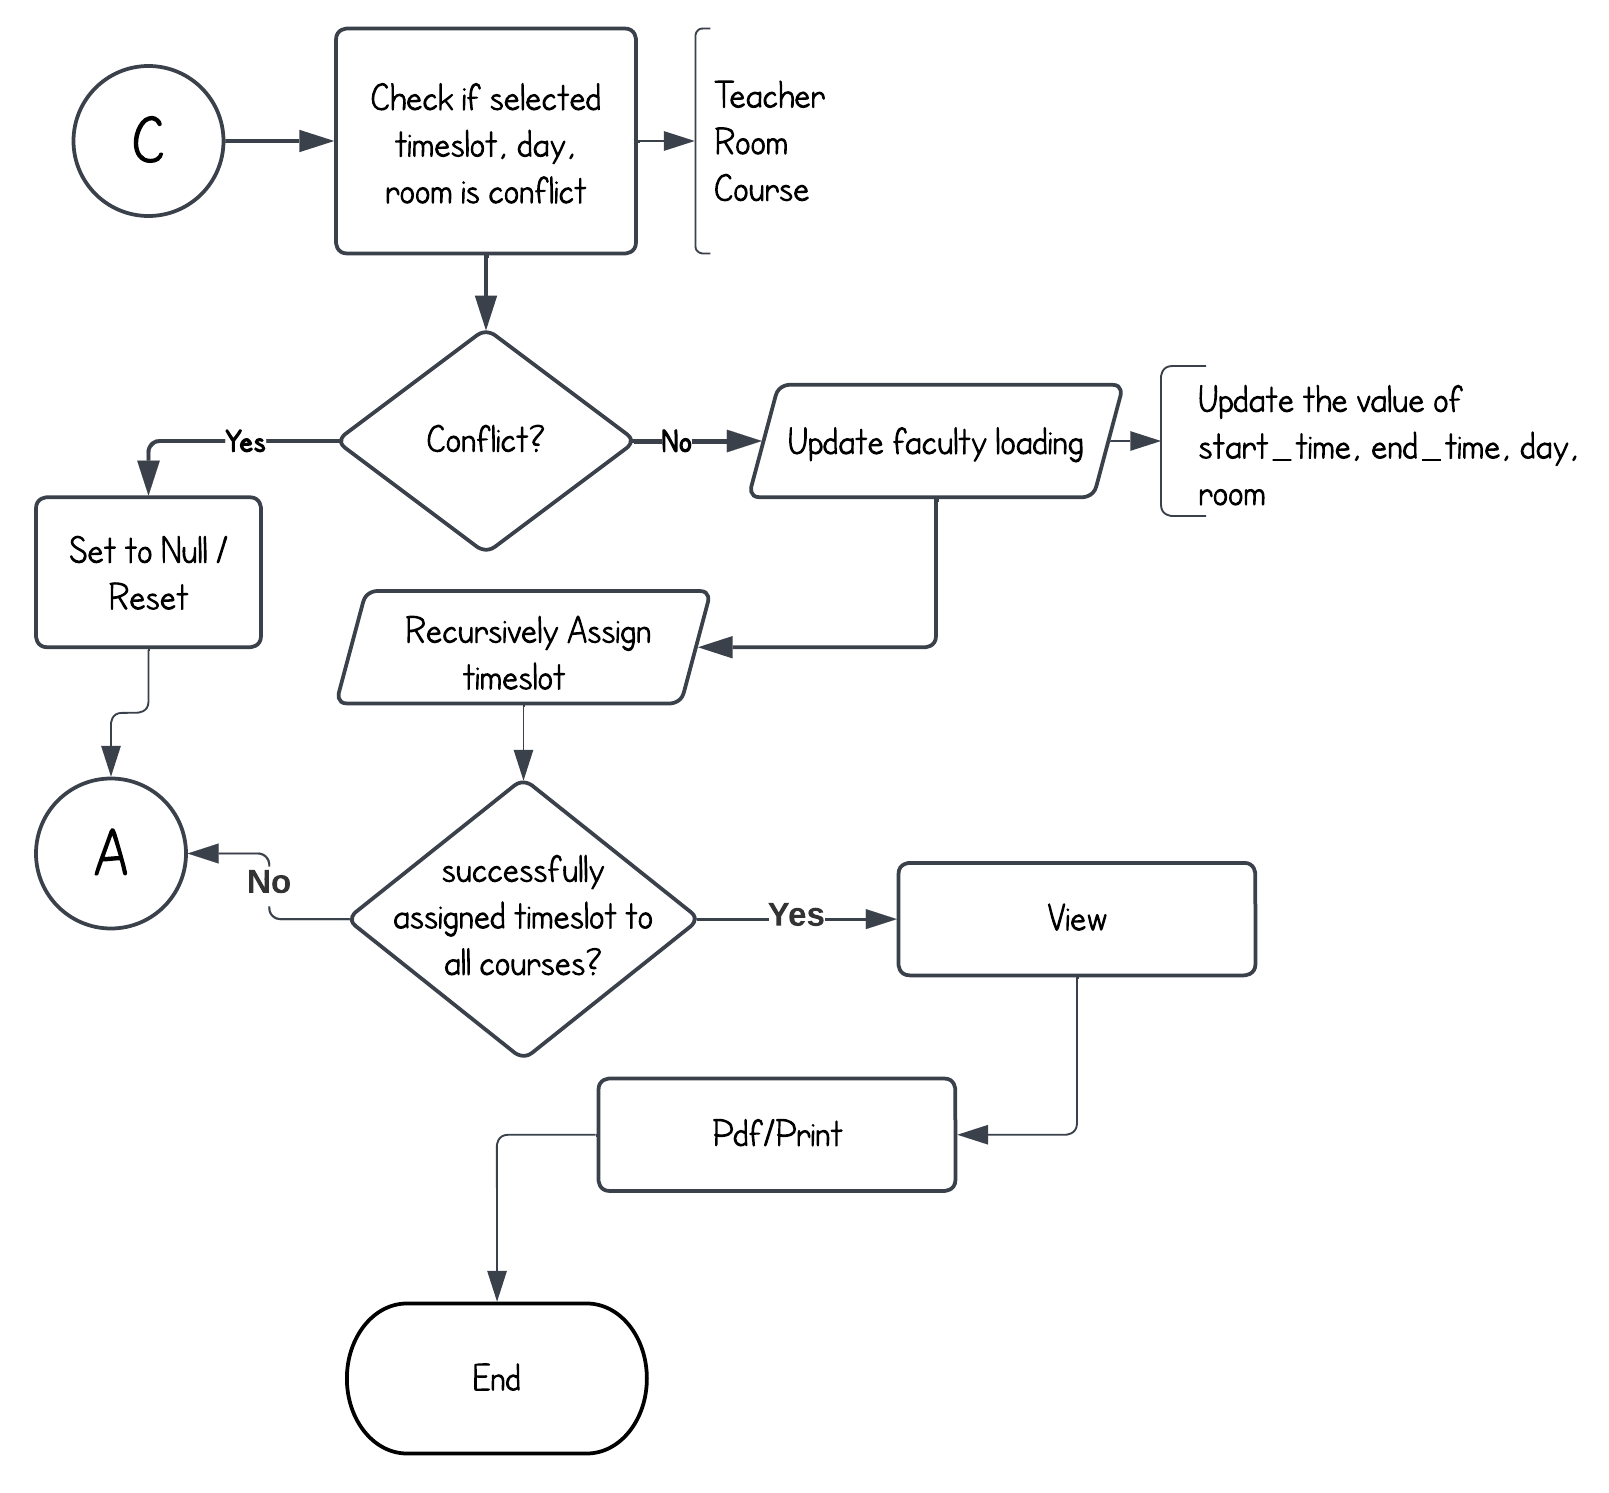 C
Check if selected
timeslot, day,
room is conflict
Teacher
Room
Course
Conflict?
Yes
No
Update faculty loading
Update the value of
start_time, end_time, day,
room
Set to Null /
Reset
Recursively Assign
timeslot
A
No
successfully
assigned timeslot to
all courses?
Yes
View
Pdf/Print
End